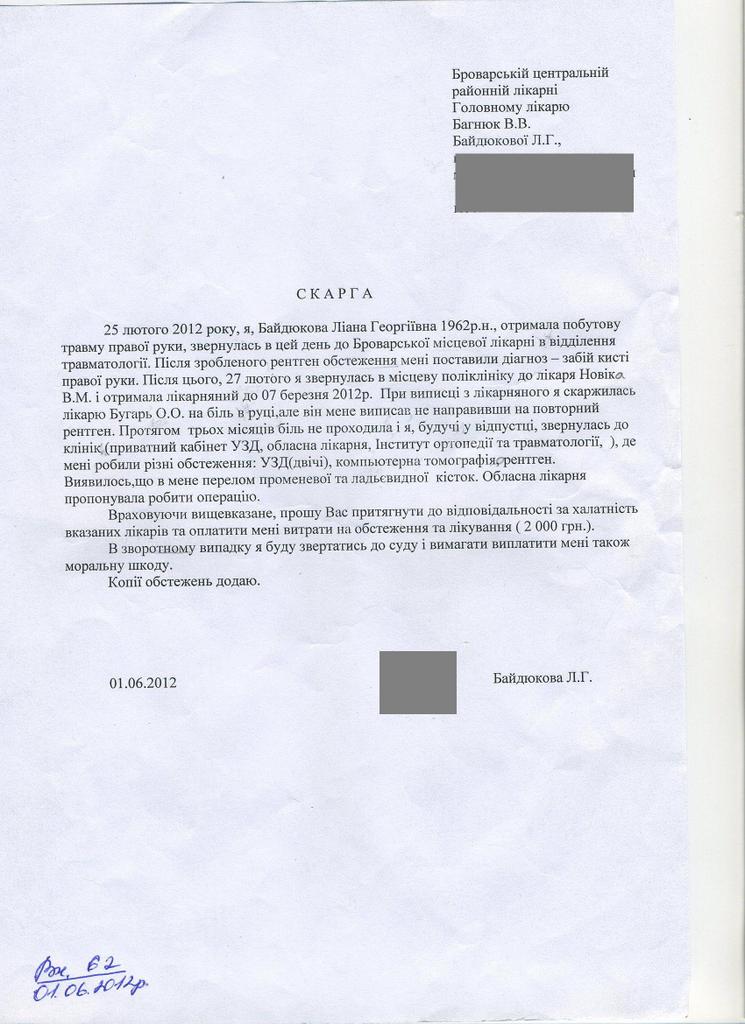 Броварській центральній
районній лікарні
Головному лікарю
Багнюк В.В.
Байдюкової Л.Г.,
С К А Р Г А
25 лютого 2012 року, я, Байдюкова Ліана Георгіївна 1962р.н., отримала побутову
травму правої руки, звернулась в цей день до Броварської місцевої лікарні в відділення
травматології. Після зробленого рентген обстеження мені поставили діагноз – забій кисті
правої руки. Після цього, 27 лютого я звернулась в місцеву поліклініку до лікаря Новіка
В.М. і отримала лікарняний до 07 березня 2012р. При виписці з лікарняного я скаржилась
лікарю Бугарь О.О. на біль в руці,але він мене виписав не направивши на повторний
рентген. Протягом трьох місяців біль не проходила і я, будучі у відпустці, звернулась до
клінік(приватний кабінет УЗД, обласна лікарня, Інститут ортопедії та травматології, ), де
мені робили різні обстеження: УЗД(двічі), компьютерна томографія,рентген.
Виявилось,що в мене перелом променевої та ладьєвидної кісток. Обласна лікарня
пропонувала робити операцію.
Враховуючи вищевказане, прошу Вас притягнути до відповідальності за халатність
вказаних лікарів та оплатити мені витрати на обстеження та лікування ( 2 000 грн.).
В зворотному випадку я буду звертатись до суду і вимагати виплатити мені також
моральну шкоду.
Копії обстежень додаю.
01.06.2012 Байдюкова Л.Г.
Вх. 62
01.06.2012р.